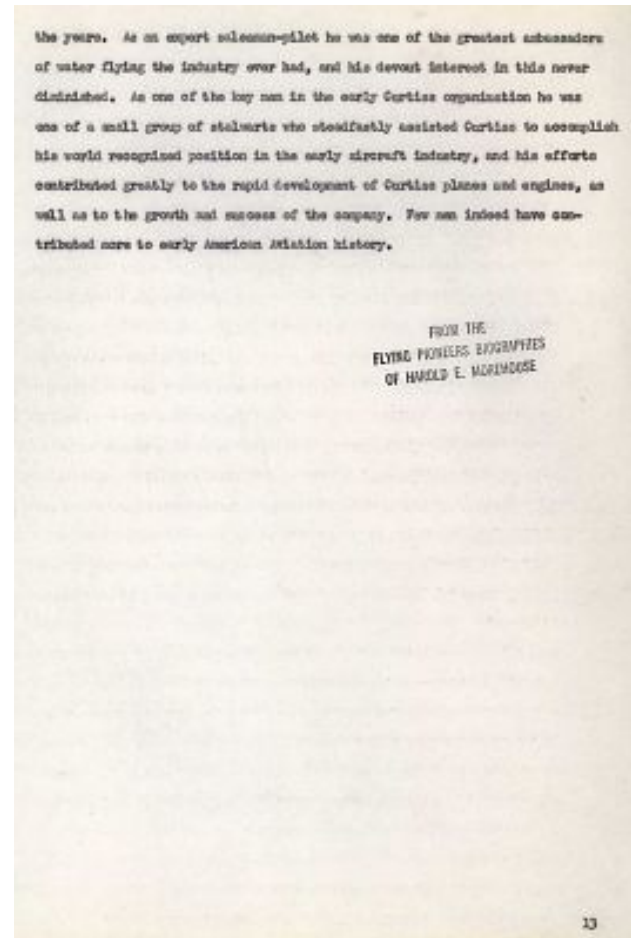 the years. As an expert salesman-pilot he was one of the greatest ambassadors
of water flying the industry ever had, and his devout interest in this never
diminished. As one of the key men in the early Curtiss organization he was
one of a small group of stalwarts who steadfastly assisted Curtiss to accomplish
his world recognized position in the early aircraft industry, and his efforts
contributed greatly to the rapid development of Curtiss planes and engines, as
well as to the growth and success of the company. Few men indeed have con-
tributed more to early American Aviation history.
FROM THE
FLYING PIONEERS BIOGRAPHIES
OF HAROLD E. MOREHOUSE
13